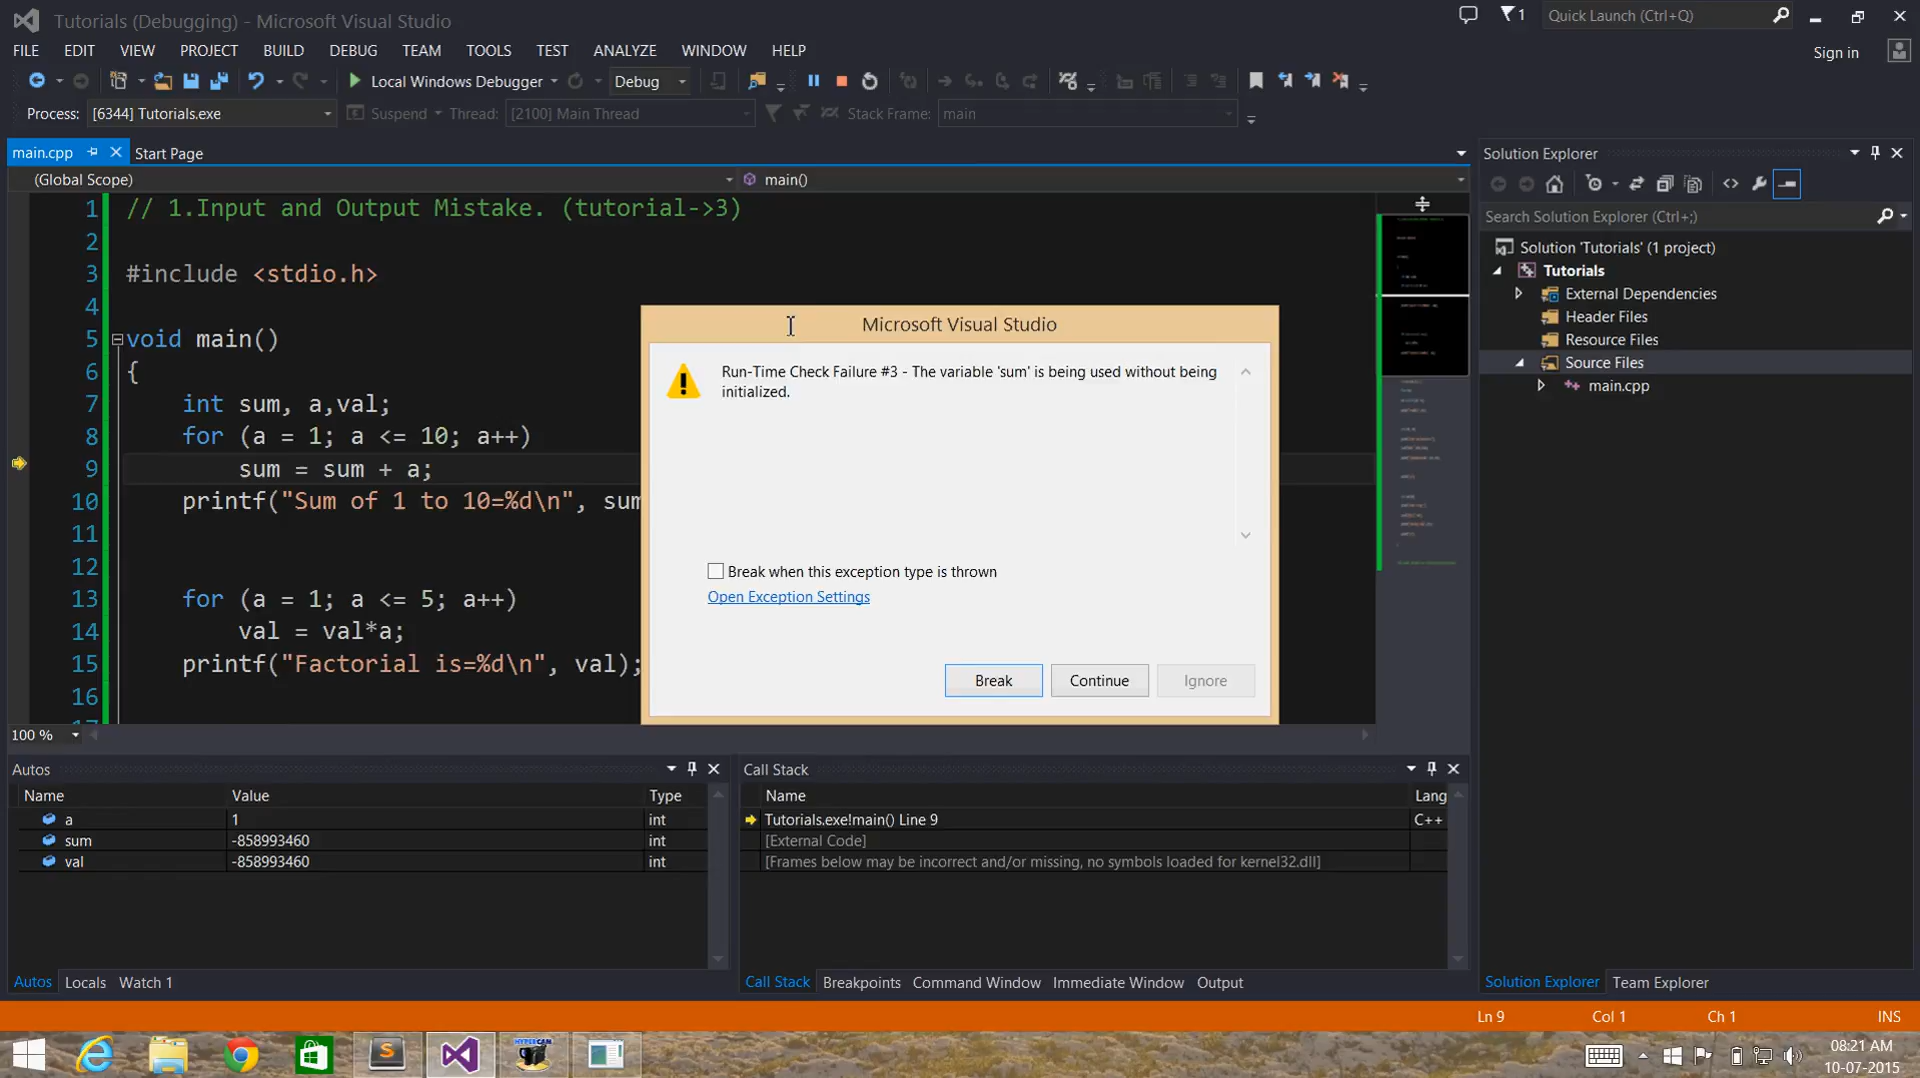 Tutorials (Debugging) - Microsoft Visual Studio
1
Quick Launch (Ctrl+Q)
FILE EDIT VIEW PROJECT BUILD DEBUG TEAM TOOLS TEST ANALYZE WINDOW HELP
Sign in
Local Windows Debugger
Debug
Process: [6344] Tutorials.exe
Suspend Thread: [2100] Main Thread
Stack Frame: main
main.cpp
Start Page
(Global Scope)
main()
1 // 1.Input and Output Mistake. (tutorial->3)
2
3 #include <stdio.h>
4
5 void main()
6 {
7 int sum, a,val;
8 for (a = 1; a <= 10; a++)
9 sum = sum + a;
10 printf("Sum of 1 to 10=%d\n", sum
11
12
13 for (a = 1; a <= 5; a++)
14 val = val*a;
15 printf("Factorial is=%d\n", val);
16
17
100 %
Microsoft Visual Studio
Run-Time Check Failure #3 - The variable 'sum' is being used without being
initialized.
Break when this exception type is thrown
Open Exception Settings
Break
Continue
Ignore
Solution Explorer
Search Solution Explorer (Ctrl+;)
Solution 'Tutorials' (1 project)
Tutorials
External Dependencies
Header Files
Resource Files
Source Files
main.cpp
Autos
Name Value Type
a 1 int
sum -858993460 int
val -858993460 int
Autos Locals Watch 1
Call Stack
Name Lang
Tutorials.exe!main() Line 9 C++
[External Code]
[Frames below may be incorrect and/or missing, no symbols loaded for kernel32.dll]
Call Stack Breakpoints Command Window Immediate Window Output
Solution Explorer Team Explorer
Ln 9 Col 1 Ch 1 INS
HYPERCAM
08:21 AM
10-07-2015